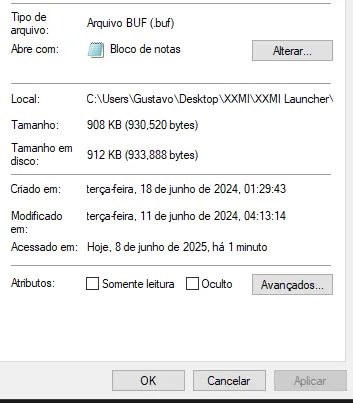 Tipo de
arquivo:
Arquivo BUF (.buf)
Abre com:
Bloco de notas
Alterar...
Local:
C:\Users\Gustavo\Desktop\XXMI\XXMI Launcher\
Tamanho:
908 KB (930,520 bytes)
Tamanho em
disco:
912 KB (933,888 bytes)
Criado em:
terça-feira, 18 de junho de 2024, 01:29:43
Modificado
em:
terça-feira, 11 de junho de 2024, 04:13:14
Acessado em:
Hoje, 8 de junho de 2025, há 1 minuto
Atributos:
Somente leitura
Oculto
Avançados...
OK
Cancelar
Aplicar